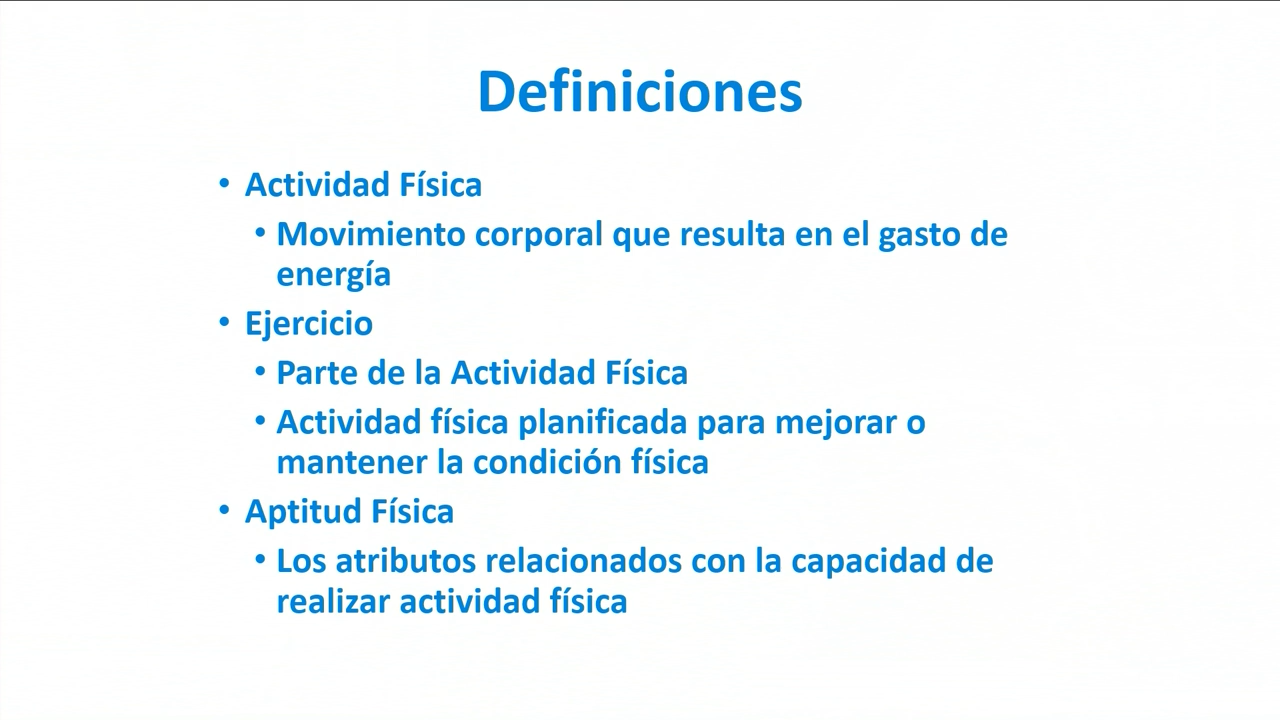 Definiciones
• Actividad Física
• Movimiento corporal que resulta en el gasto de
energía
• Ejercicio
• Parte de la Actividad Física
• Actividad física planificada para mejorar o
mantener la condición física
• Aptitud Física
• Los atributos relacionados con la capacidad de
realizar actividad física